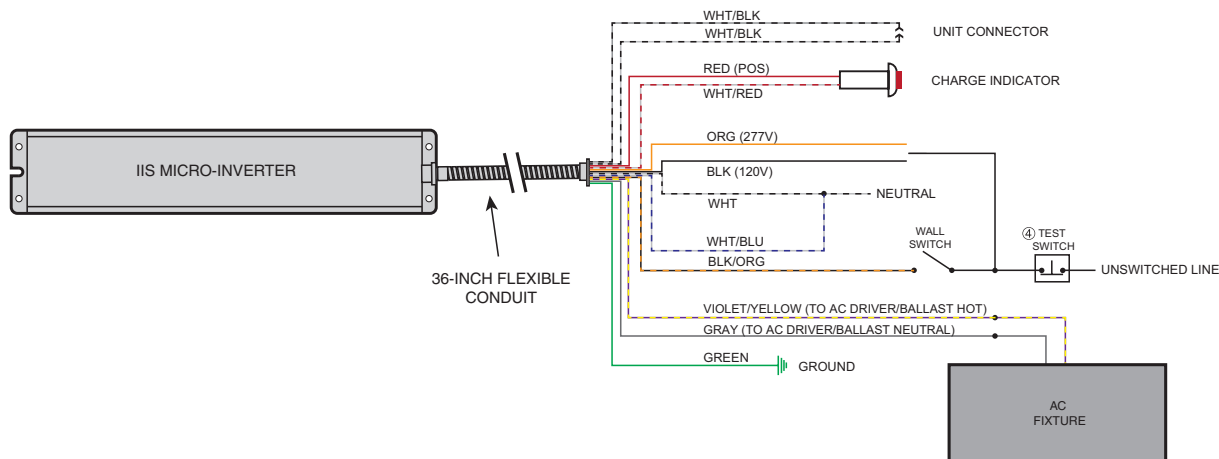 WHT/BLK
WHT/BLK
UNIT CONNECTOR
RED (POS)
CHARGE INDICATOR
WHT/RED
ORG (277V)
IIS MICRO-INVERTER
BLK (120V)
WHT
NEUTRAL
WHT/BLU
WALL
SWITCH
④ TEST
SWITCH
BLK/ORG
UNSWITCHED LINE
36-INCH FLEXIBLE
CONDUIT
VIOLET/YELLOW (TO AC DRIVER/BALLAST HOT)
GRAY (TO AC DRIVER/BALLAST NEUTRAL)
GREEN
GROUND
AC
FIXTURE